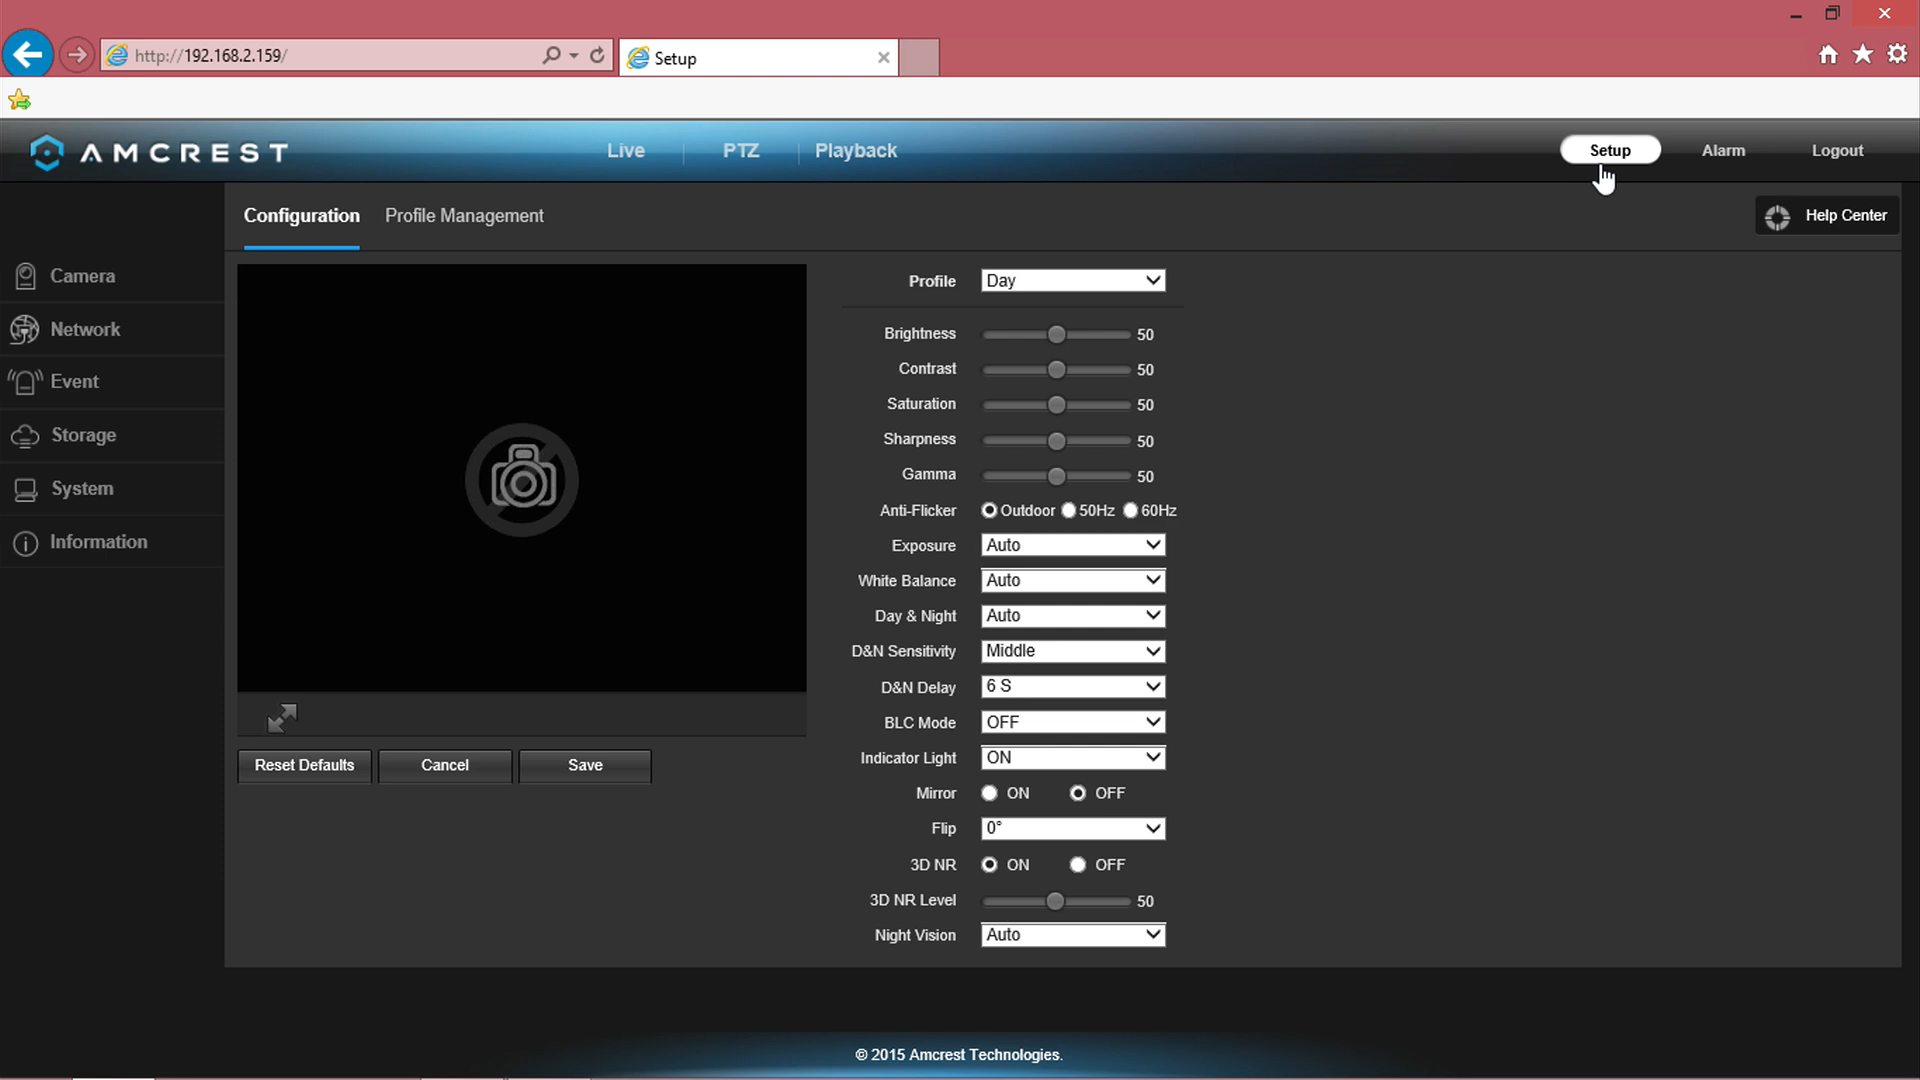 http://192.168.2.159/
Setup
AMCREST
Live
PTZ
Playback
Setup
Alarm
Logout
Configuration
Profile Management
Help Center
Camera
Network
Event
Storage
System
Information
Reset Defaults
Cancel
Save
Profile Day
Brightness 50
Contrast 50
Saturation 50
Sharpness 50
Gamma 50
Anti-Flicker Outdoor 50Hz 60Hz
Exposure Auto
White Balance Auto
Day & Night Auto
D&N Sensitivity Middle
D&N Delay 6 S
BLC Mode OFF
Indicator Light ON
Mirror ON OFF
Flip 0°
3D NR ON OFF
3D NR Level 50
Night Vision Auto
© 2015 Amcrest Technologies.